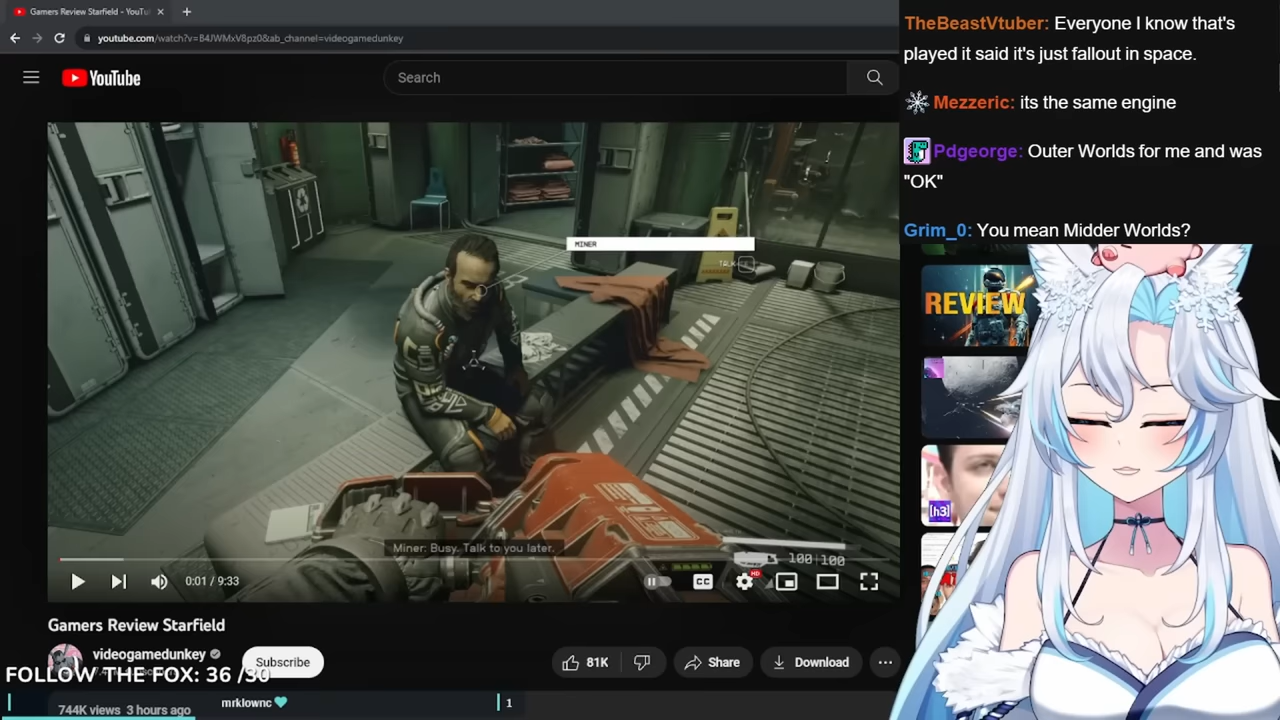 Gamers Review Starfield - YouTu
youtube.com/watch?v=B4JWMxV8pz0&ab_channel=videogamedunkey
YouTube
Search
MINER
TALK
Miner: Busy. Talk to you later.
100 100
0:01 / 9:33
CC
HD
Gamers Review Starfield
videogamedunkey
Subscribe
81K
Share
Download
FOLLOW THE FOX: 36 /30
744K views 3 hours ago
mrklownc
1
TheBeastVtuber: Everyone I know that's
played it said it's just fallout in space.
Mezzeric: its the same engine
Pdgeorge: Outer Worlds for me and was
"OK"
Grim_0: You mean Midder Worlds?
REVIEW
[h3]